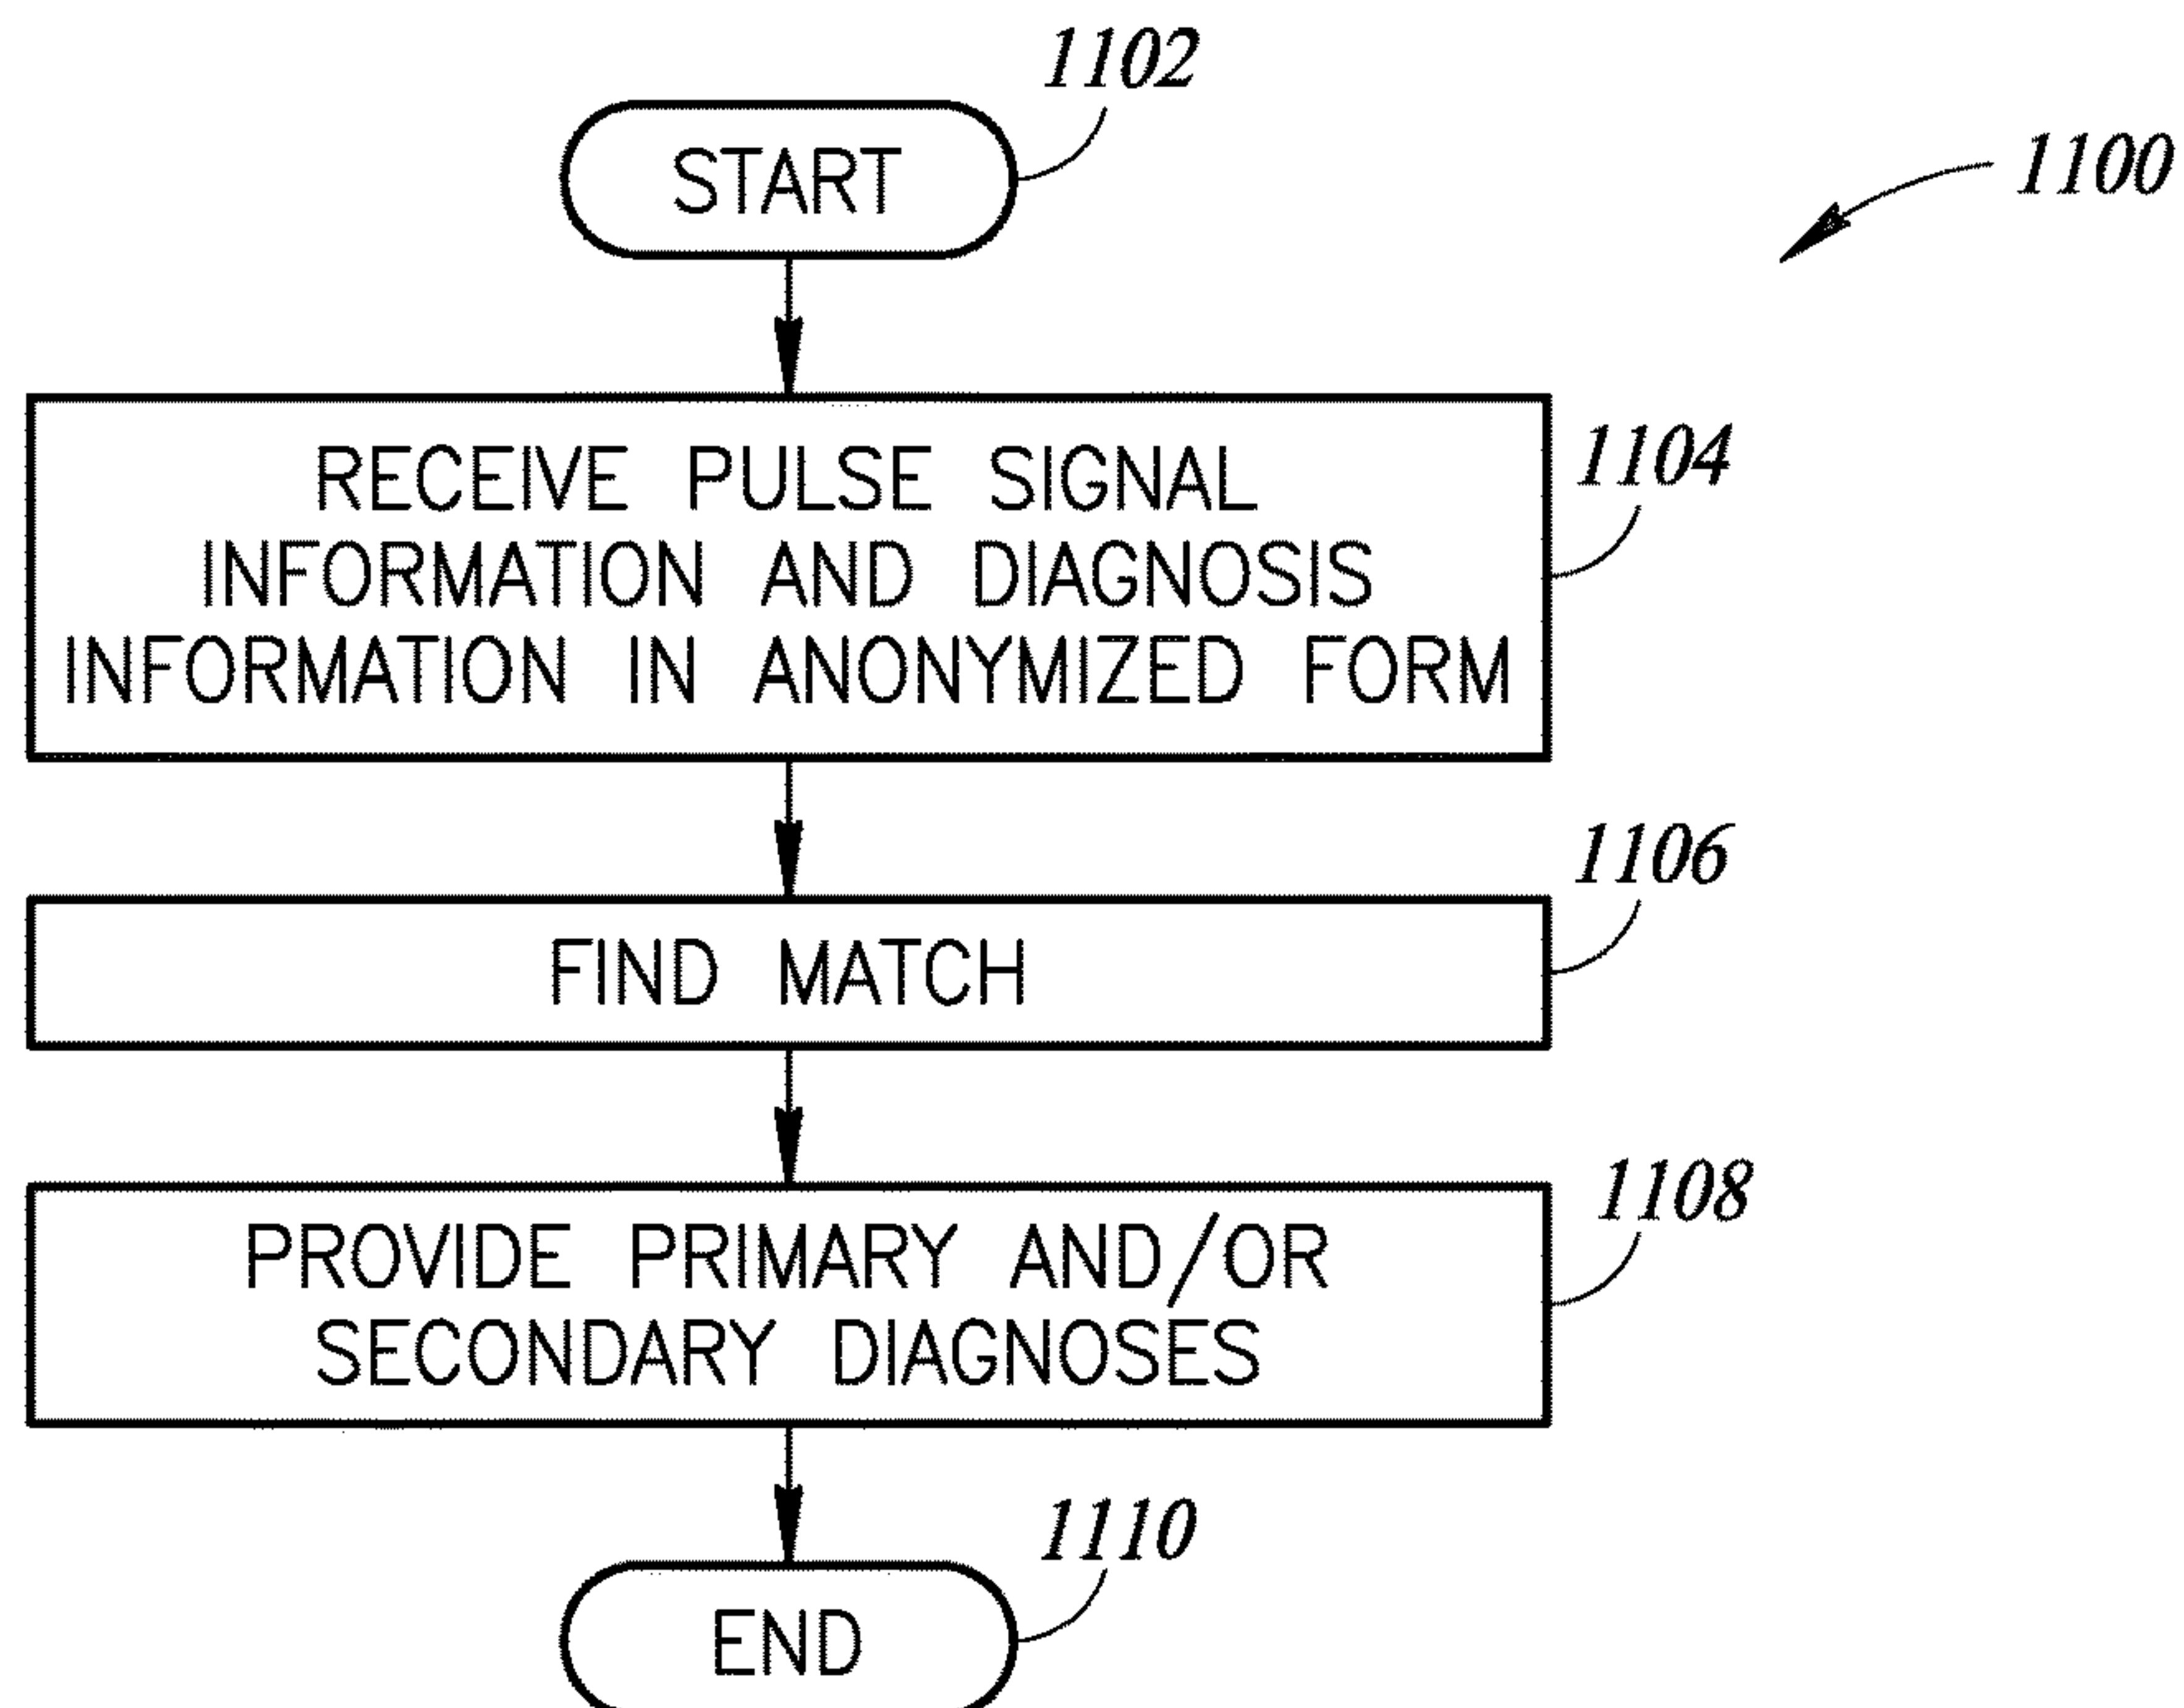 1102
START
1100
RECEIVE PULSE SIGNAL
1104
INFORMATION AND DIAGNOSIS
INFORMATION IN ANONYMIZED FORM
1106
FIND MATCH
1108
PROVIDE PRIMARY AND/OR
SECONDARY DIAGNOSES
1110
END